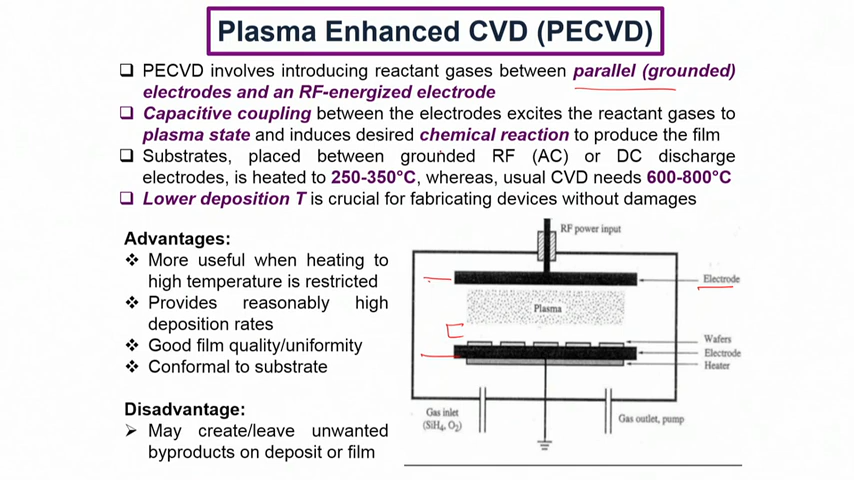 Plasma Enhanced CVD (PECVD)
❑ PECVD involves introducing reactant gases between parallel (grounded)
electrodes and an RF-energized electrode
❑ Capacitive coupling between the electrodes excites the reactant gases to
plasma state and induces desired chemical reaction to produce the film
❑ Substrates, placed between grounded RF (AC) or DC discharge
electrodes, is heated to 250-350°C, whereas, usual CVD needs 600-800°C
❑ Lower deposition T is crucial for fabricating devices without damages
Advantages:
❖ More useful when heating to
high temperature is restricted
❖ Provides reasonably high
deposition rates
❖ Good film quality/uniformity
❖ Conformal to substrate
Disadvantage:
➢ May create/leave unwanted
byproducts on deposit or film
RF power input
Electrode
Plasma
Wafers
Electrode
Heater
Gas inlet
(SiH₄, O₂)
Gas outlet, pump